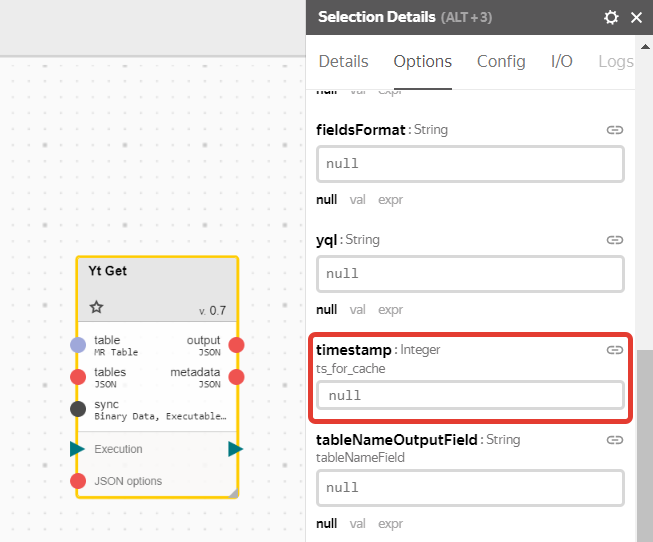 Selection Details (ALT + 3)
Details Options Config I/O Logs
null val expr
fieldsFormat : String
null
null val expr
yql : String
null
null val expr
timestamp : Integer
ts_for_cache
null
tableNameOutputField : String
tableNameField
null
null val expr
Yt Get
v. 0.7
table output
MR Table JSON
tables metadata
JSON JSON
sync
Binary Data, Executable…
Execution
JSON options